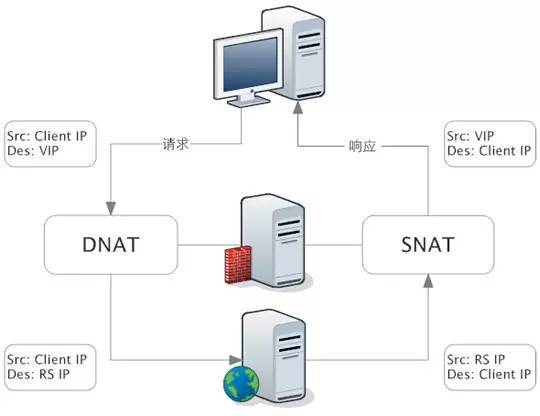 Src: Client IP
Des: VIP
请求
响应
Src: VIP
Des: Client IP
DNAT
SNAT
Src: Client IP
Des: RS IP
Src: RS IP
Des: Client IP